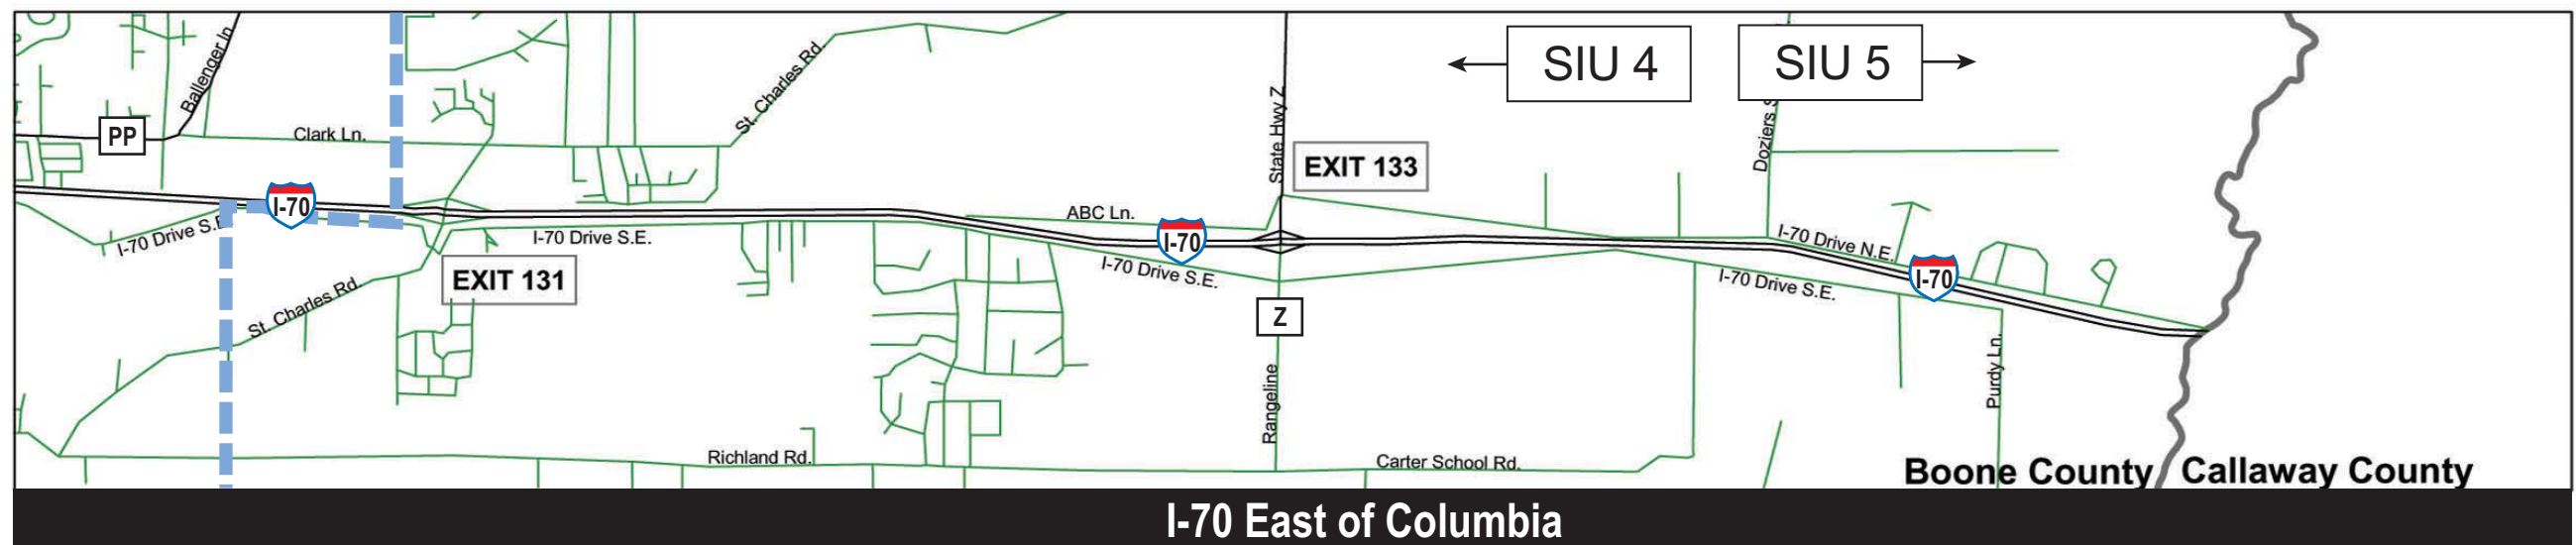 Ballenger ln
St. Charles Rd.
State Hwy Z
SIU 4
SIU 5
Doziers S
PP
Clark Ln.
EXIT 133
I-70
ABC Ln.
I-70
I-70 Drive S.E
I-70 Drive S.E.
I-70 Drive N.E.
I-70
EXIT 131
I-70 Drive S.E.
I-70 Drive S.E.
St. Charles Rd.
Z
Rangeline
Purdy Ln.
Richland Rd.
Carter School Rd.
Boone County
Callaway County
I-70 East of Columbia